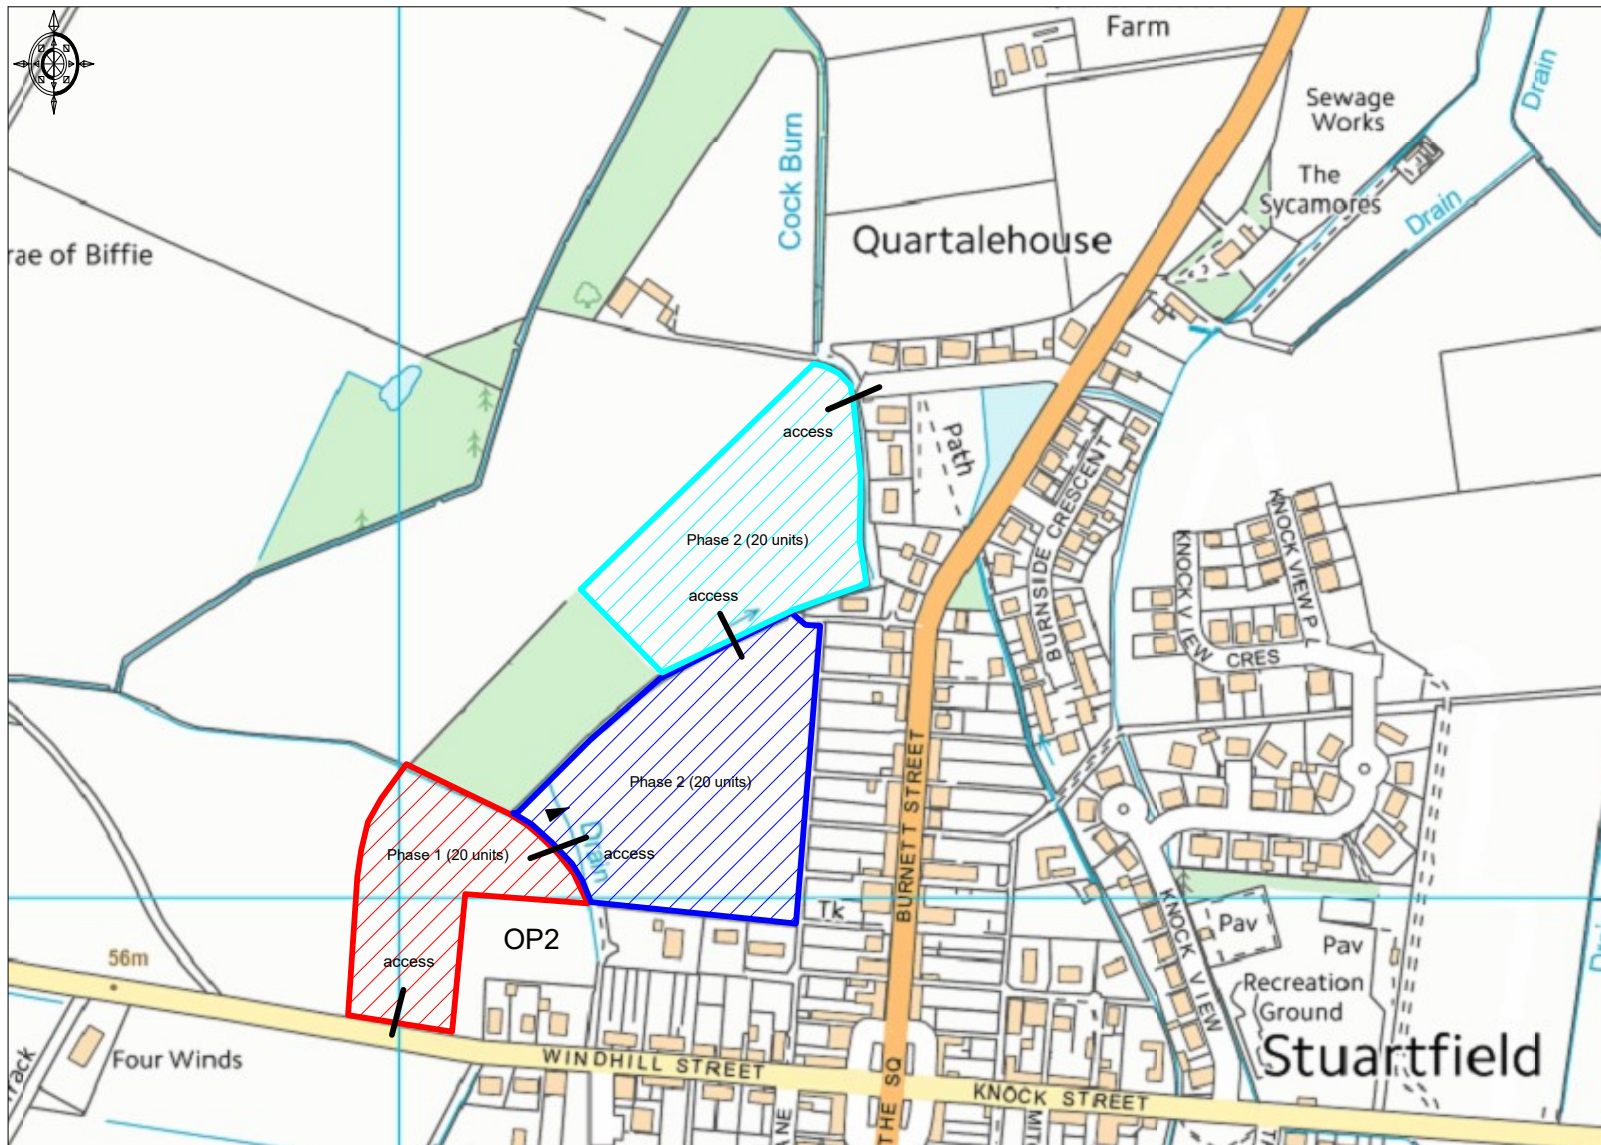 Farm
Sewage
Works
Drain
The
Sycamores
Drain
Cock Burn
Quartalehouse
rae of Biffie
access
Path
Phase 2 (20 units)
access
BURNSIDE CRESCENT
KNOCK VIEW PL
KNOCK VIEW CRES
Phase 2 (20 units)
BURNETT STREET
Phase 1 (20 units)
Drain
access
Tk
OP2
KNOCK VIEW
Pav
Pav
56m
access
Recreation
Ground
Stuartfield
Four Winds
WINDHILL STREET
THE SQ
KNOCK STREET